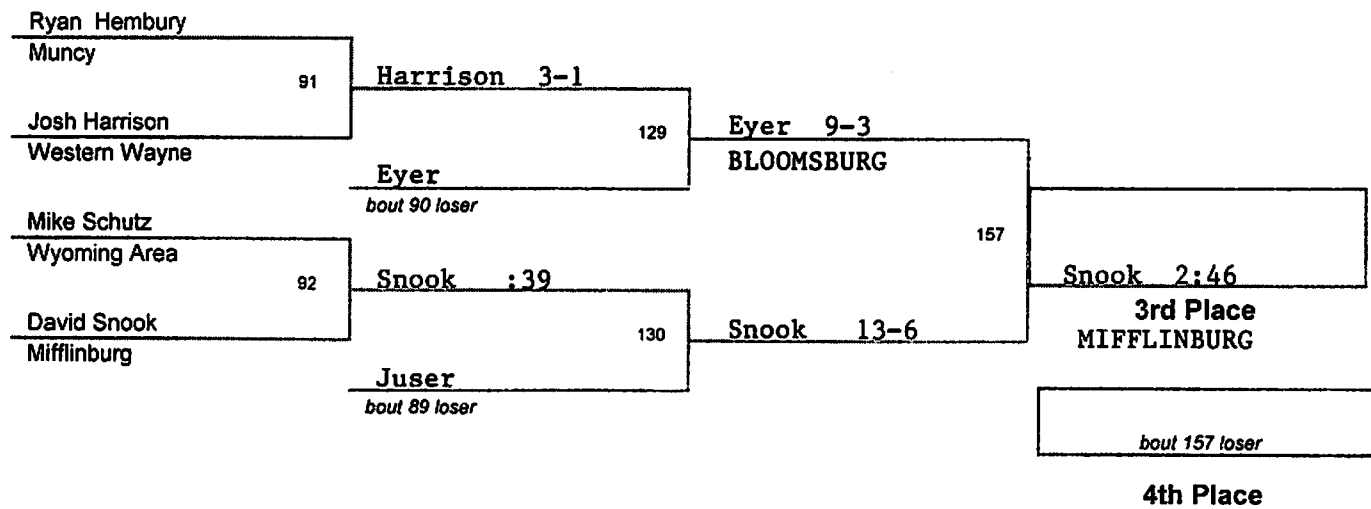 Ryan Hembury
Muncy
91
Harrison 3-1
Josh Harrison
Western Wayne
129
Eyer 9-3
BLOOMSBURG
Eyer
bout 90 loser
Mike Schutz
Wyoming Area
157
92
Snook :39
Snook 2:46
3rd Place
MIFFLINBURG
David Snook
Mifflinburg
130
Snook 13-6
Juser
bout 89 loser
bout 157 loser
4th Place